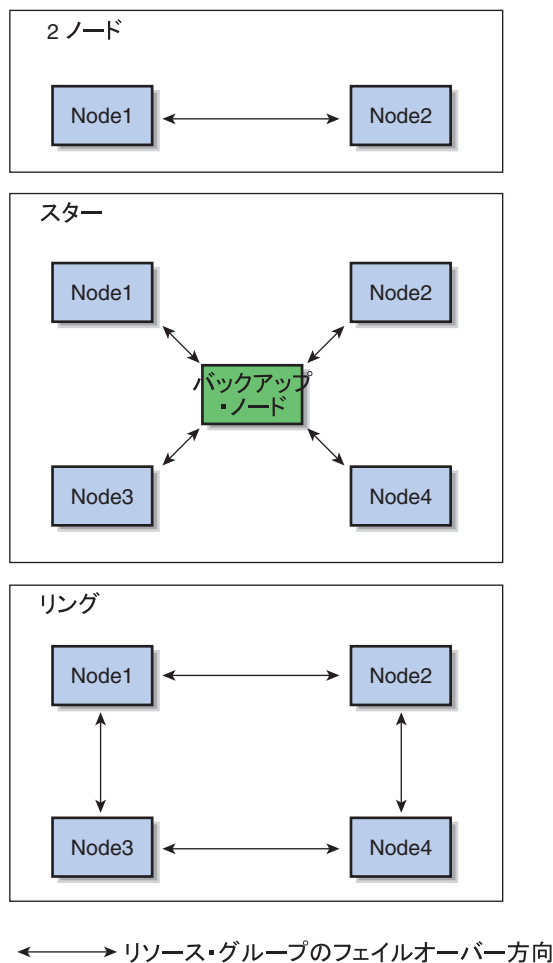 2 ノード
Node1
Node2
スター
Node1
Node2
バックアップ
・ノード
Node3
Node4
リング
Node1
Node2
Node3
Node4
リソース・グループのフェイルオーバー方向